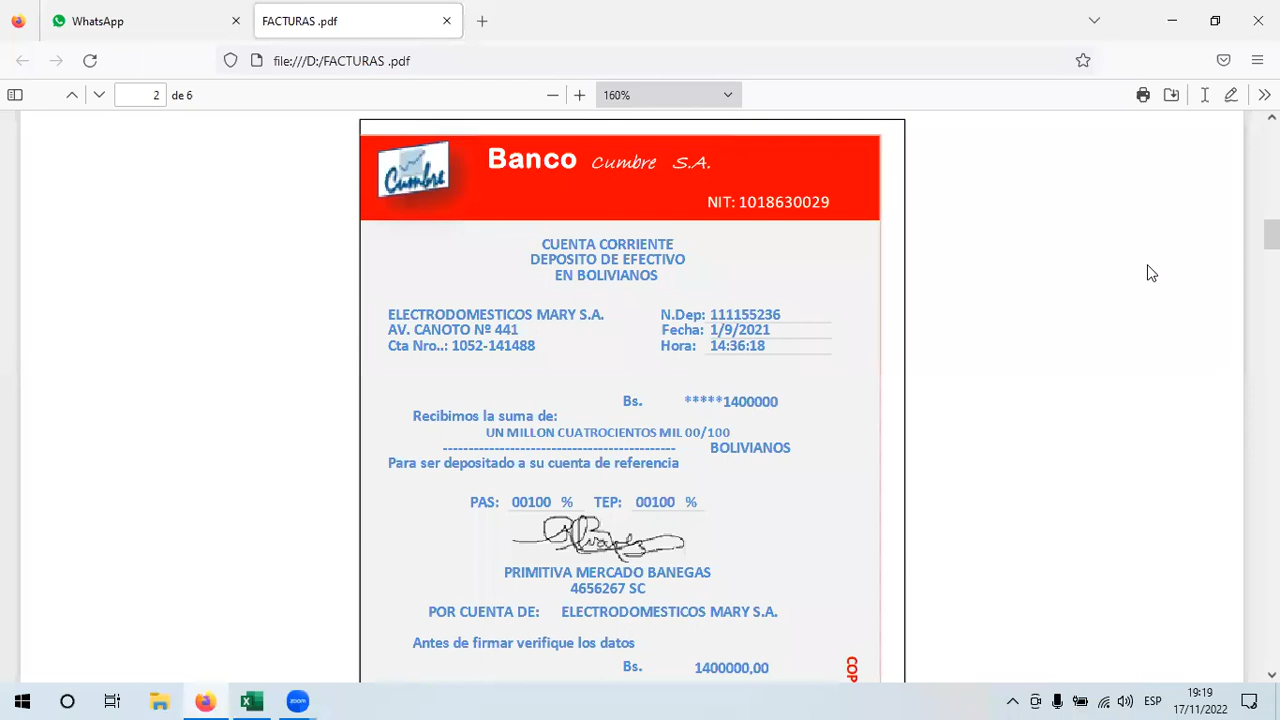 WhatsApp
FACTURAS .pdf
file:///D:/FACTURAS .pdf
2 de 6
160%
Cumbre
Banco Cumbre S.A.
NIT: 1018630029
CUENTA CORRIENTE
DEPOSITO DE EFECTIVO
EN BOLIVIANOS
ELECTRODOMESTICOS MARY S.A. N.Dep: 111155236
AV. CANOTO Nº 441 Fecha: 1/9/2021
Cta Nro..: 1052-141488 Hora: 14:36:18
Bs. *****1400000
Recibimos la suma de:
UN MILLON CUATROCIENTOS MIL 00/100
--------------------------------------------- BOLIVIANOS
Para ser depositado a su cuenta de referencia
PAS: 00100 % TEP: 00100 %
PRIMITIVA MERCADO BANEGAS
4656267 SC
POR CUENTA DE: ELECTRODOMESTICOS MARY S.A.
Antes de firmar verifique los datos
Bs. 1400000,00
COP
zoom
ESP
19:19
17/11/2022